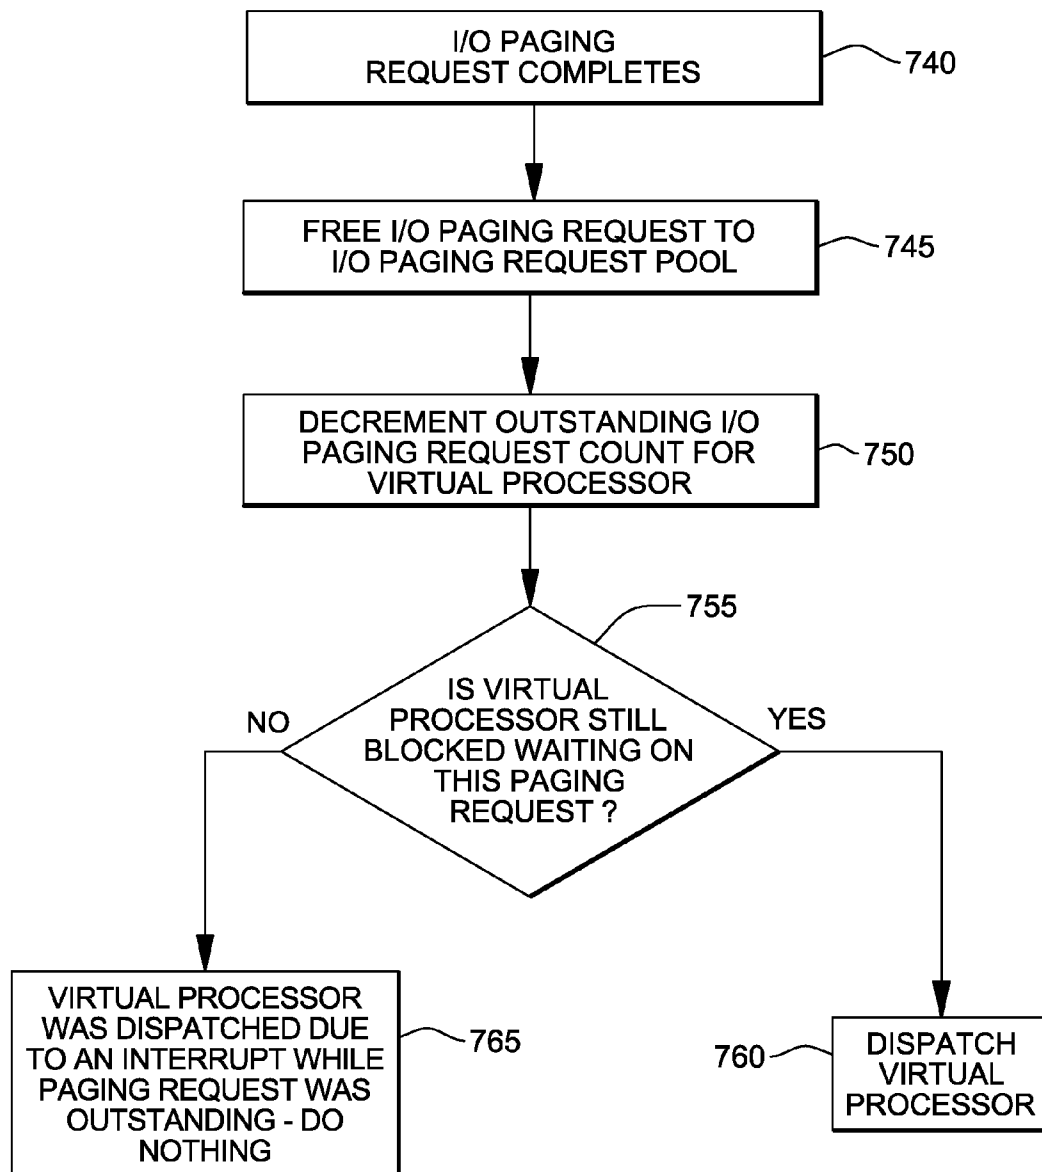 I/O PAGING
REQUEST COMPLETES
740
FREE I/O PAGING REQUEST TO
I/O PAGING REQUEST POOL
745
DECREMENT OUTSTANDING I/O
PAGING REQUEST COUNT FOR
VIRTUAL PROCESSOR
750
755
IS VIRTUAL
PROCESSOR STILL
BLOCKED WAITING ON
THIS PAGING
REQUEST ?
NO
YES
VIRTUAL PROCESSOR
WAS DISPATCHED DUE
TO AN INTERRUPT WHILE
PAGING REQUEST WAS
OUTSTANDING - DO
NOTHING
765
760
DISPATCH
VIRTUAL
PROCESSOR